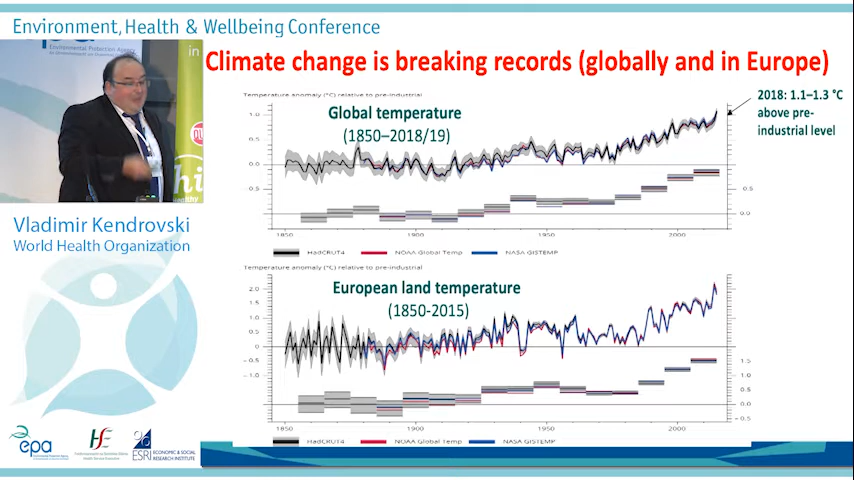 Environment, Health & Wellbeing Conference
Environmental Protection Agency
in
Climate change is breaking records (globally and in Europe)
Temperature anomaly (°C) relative to pre-industrial
Global temperature
(1850–2018/19)
2018: 1.1–1.3 °C
above pre-
industrial level
1.0
0.5
0.0
0.5
0.5
0.0
1850 1900 1950 2000
HadCRUT4 NOAA Global Temp NASA GISTEMP
Vladimir Kendrovski
World Health Organization
Temperature anomaly (°C) relative to pre-industrial
European land temperature
(1850-2015)
2.0
1.5
1.0
0.5
0
– 0.5
– 1.0
1.5
1.0
0.5
0.0
–0.5
1850 1900 1950 2000
HadCRUT4 NOAA Global Temp NASA GISTEMP
epa
ESRI
ECONOMIC & SOCIAL
RESEARCH INSTITUTE